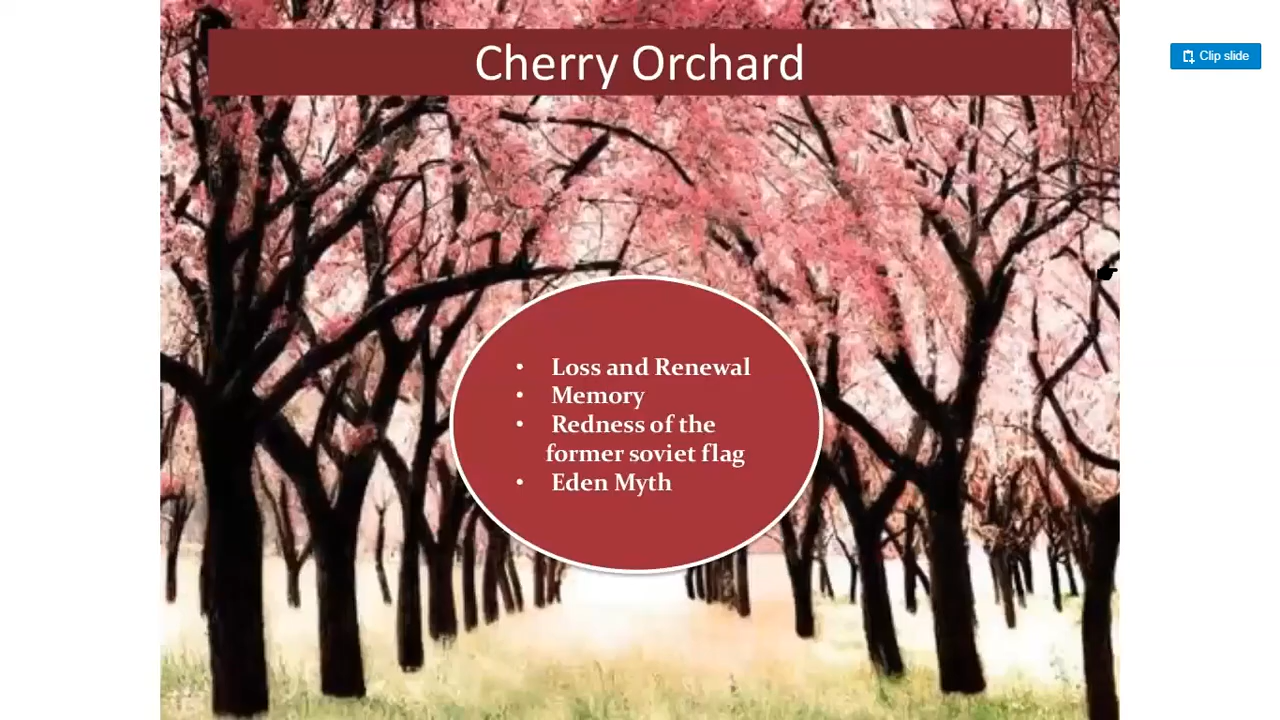 Cherry Orchard
Clip slide
• Loss and Renewal
• Memory
• Redness of the
former soviet flag
• Eden Myth